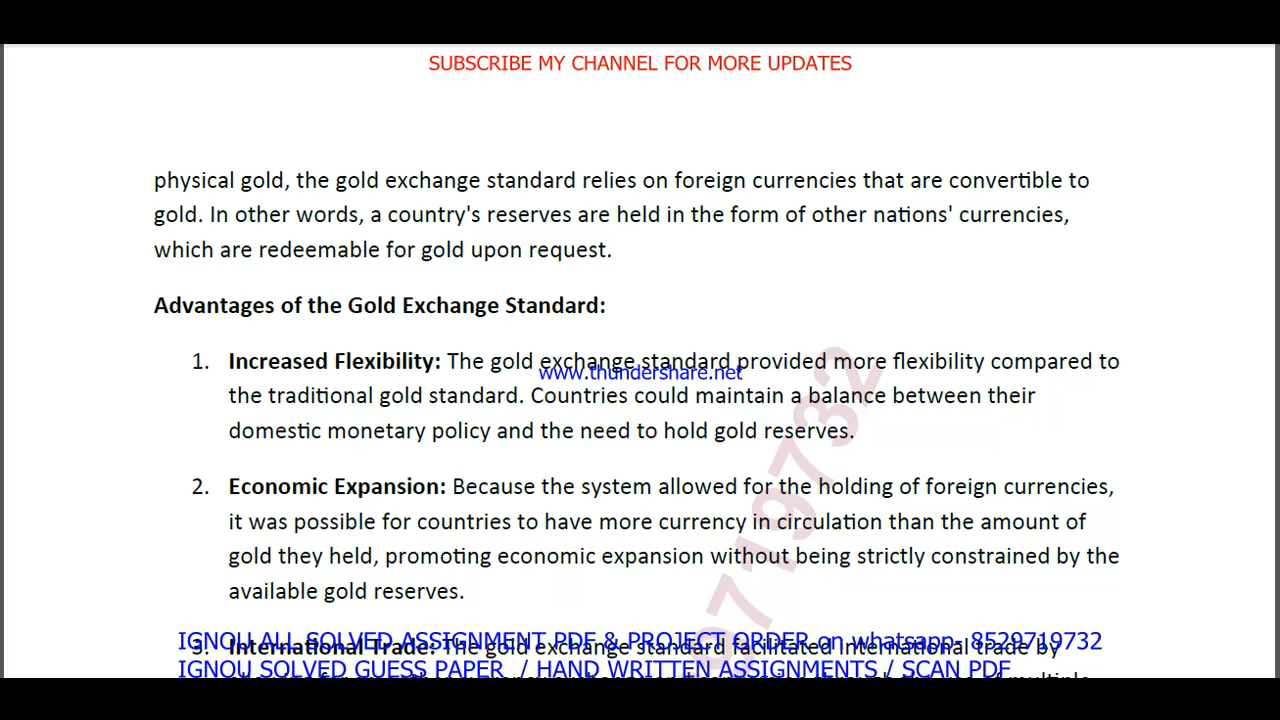 SUBSCRIBE MY CHANNEL FOR MORE UPDATES
physical gold, the gold exchange standard relies on foreign currencies that are convertible to
gold. In other words, a country's reserves are held in the form of other nations' currencies,
which are redeemable for gold upon request.
Advantages of the Gold Exchange Standard:
1. Increased Flexibility: The gold exchange standard provided more flexibility compared to
www.thundershare.net
the traditional gold standard. Countries could maintain a balance between their
domestic monetary policy and the need to hold gold reserves.
2. Economic Expansion: Because the system allowed for the holding of foreign currencies,
it was possible for countries to have more currency in circulation than the amount of
gold they held, promoting economic expansion without being strictly constrained by the
available gold reserves.
IGNOU ALL SOLVED ASSIGNMENT PDF & PROJECT ORDER on whatsapp- 8529719732
3. International Trade: The gold exchange standard facilitated international trade by
IGNOU SOLVED GUESS PAPER / HAND WRITTEN ASSIGNMENTS / SCAN PDF
multiple
9719732